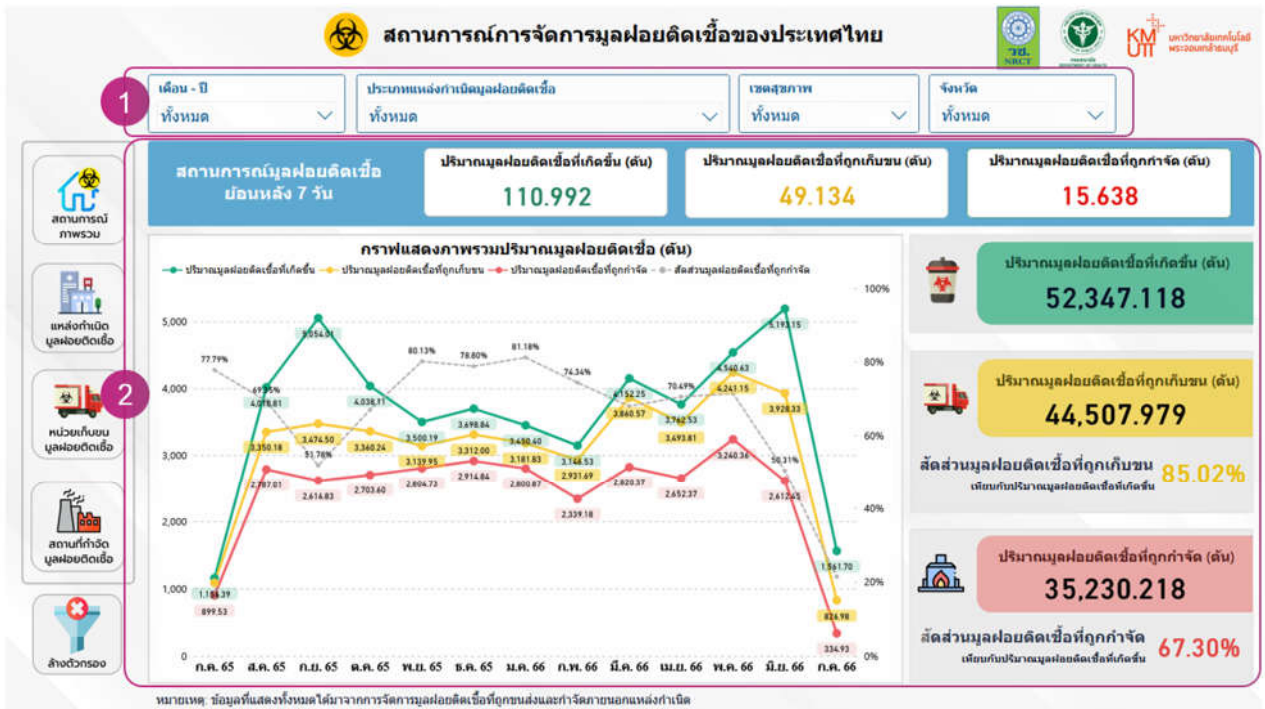 สถานการณ์การจัดการมูลฝอยติดเชื้อของประเทศไทย
วช.
NRCT
KMUTT
มหาวิทยาลัยเทคโนโลยี
พระจอมเกล้าธนบุรี
1
เดือน - ปี
ทั้งหมด
ประเภทแหล่งกำเนิดมูลฝอยติดเชื้อ
ทั้งหมด
เขตสุขภาพ
ทั้งหมด
จังหวัด
ทั้งหมด
สถานการณ์
ภาพรวม
แหล่งกำเนิด
มูลฝอยติดเชื้อ
2
หน่วยเก็บขน
มูลฝอยติดเชื้อ
สถานที่กำจัด
มูลฝอยติดเชื้อ
ล้างตัวกรอง
สถานการณ์มูลฝอยติดเชื้อ
ย้อนหลัง 7 วัน
ปริมาณมูลฝอยติดเชื้อที่เกิดขึ้น (ตัน)
110.992
ปริมาณมูลฝอยติดเชื้อที่ถูกเก็บขน (ตัน)
49.134
ปริมาณมูลฝอยติดเชื้อที่ถูกกำจัด (ตัน)
15.638
กราฟแสดงภาพรวมปริมาณมูลฝอยติดเชื้อ (ตัน)
ปริมาณมูลฝอยติดเชื้อที่เกิดขึ้น ปริมาณมูลฝอยติดเชื้อที่ถูกเก็บขน ปริมาณมูลฝอยติดเชื้อที่ถูกกำจัด สัดส่วนมูลฝอยติดเชื้อที่ถูกกำจัด
5,000
4,000
3,000
2,000
1,000
0
100%
80%
60%
40%
20%
0%
77.79% 51.78% 80.13% 78.80% 81.18% 74.34% 70.49% 50.31%
4,018.81 5,054.01 4,038.11 3,500.19 3,698.84 3,450.40 3,146.53 4,152.25 3,762.53 4,540.63 5,193.15 1,561.70
3,350.18 3,474.50 3,360.24 3,139.95 3,312.00 3,181.83 2,931.69 3,860.57 3,493.81 4,241.15 3,928.33 826.98
899.53 2,787.01 2,614.83 2,703.60 2,804.73 2,914.84 2,800.87 2,339.18 2,820.37 2,652.37 3,240.36 2,612.45 334.93
ก.ค. 65 ส.ค. 65 ก.ย. 65 ต.ค. 65 พ.ย. 65 ธ.ค. 65 ม.ค. 66 ก.พ. 66 มี.ค. 66 เม.ย. 66 พ.ค. 66 มิ.ย. 66 ก.ค. 66
ปริมาณมูลฝอยติดเชื้อที่เกิดขึ้น (ตัน)
52,347.118
ปริมาณมูลฝอยติดเชื้อที่ถูกเก็บขน (ตัน)
44,507.979
สัดส่วนมูลฝอยติดเชื้อที่ถูกเก็บขน 85.02%
เทียบกับปริมาณมูลฝอยติดเชื้อที่เกิดขึ้น
ปริมาณมูลฝอยติดเชื้อที่ถูกกำจัด (ตัน)
35,230.218
สัดส่วนมูลฝอยติดเชื้อที่ถูกกำจัด 67.30%
เทียบกับปริมาณมูลฝอยติดเชื้อที่เกิดขึ้น
หมายเหตุ: ข้อมูลที่แสดงทั้งหมดได้มาจากการจัดการมูลฝอยติดเชื้อที่ถูกขนส่งและกำจัดภายนอกแหล่งกำเนิด